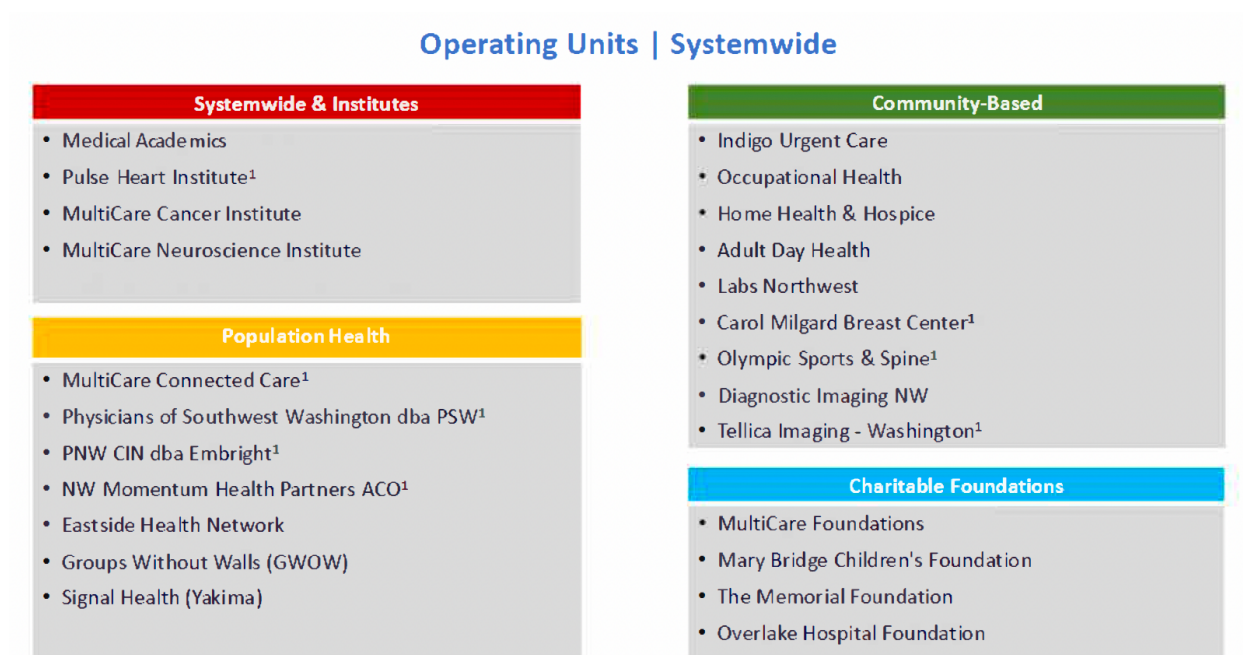 Operating Units | Systemwide
Systemwide & Institutes
• Medical Academics
• Pulse Heart Institute¹
• MultiCare Cancer Institute
• MultiCare Neuroscience Institute
Population Health
• MultiCare Connected Care¹
• Physicians of Southwest Washington dba PSW¹
• PNW CIN dba Embright¹
• NW Momentum Health Partners ACO¹
• Eastside Health Network
• Groups Without Walls (GWOW)
• Signal Health (Yakima)
Community-Based
• Indigo Urgent Care
• Occupational Health
• Home Health & Hospice
• Adult Day Health
• Labs Northwest
• Carol Milgard Breast Center¹
• Olympic Sports & Spine¹
• Diagnostic Imaging NW
• Tellica Imaging - Washington¹
Charitable Foundations
• MultiCare Foundations
• Mary Bridge Children's Foundation
• The Memorial Foundation
• Overlake Hospital Foundation